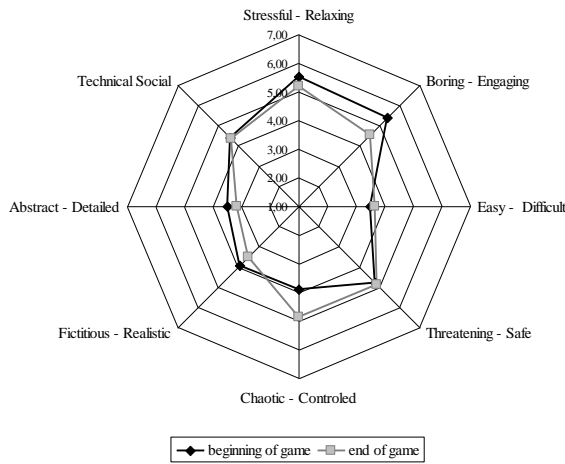 Stressful - Relaxing
7,00
6,00
Technical Social
Boring - Engaging
5,00
4,00
3,00
2,00
Abstract - Detailed
1,00
Easy - Difficult
Fictitious - Realistic
Threatening - Safe
Chaotic - Controled
beginning of game
end of game